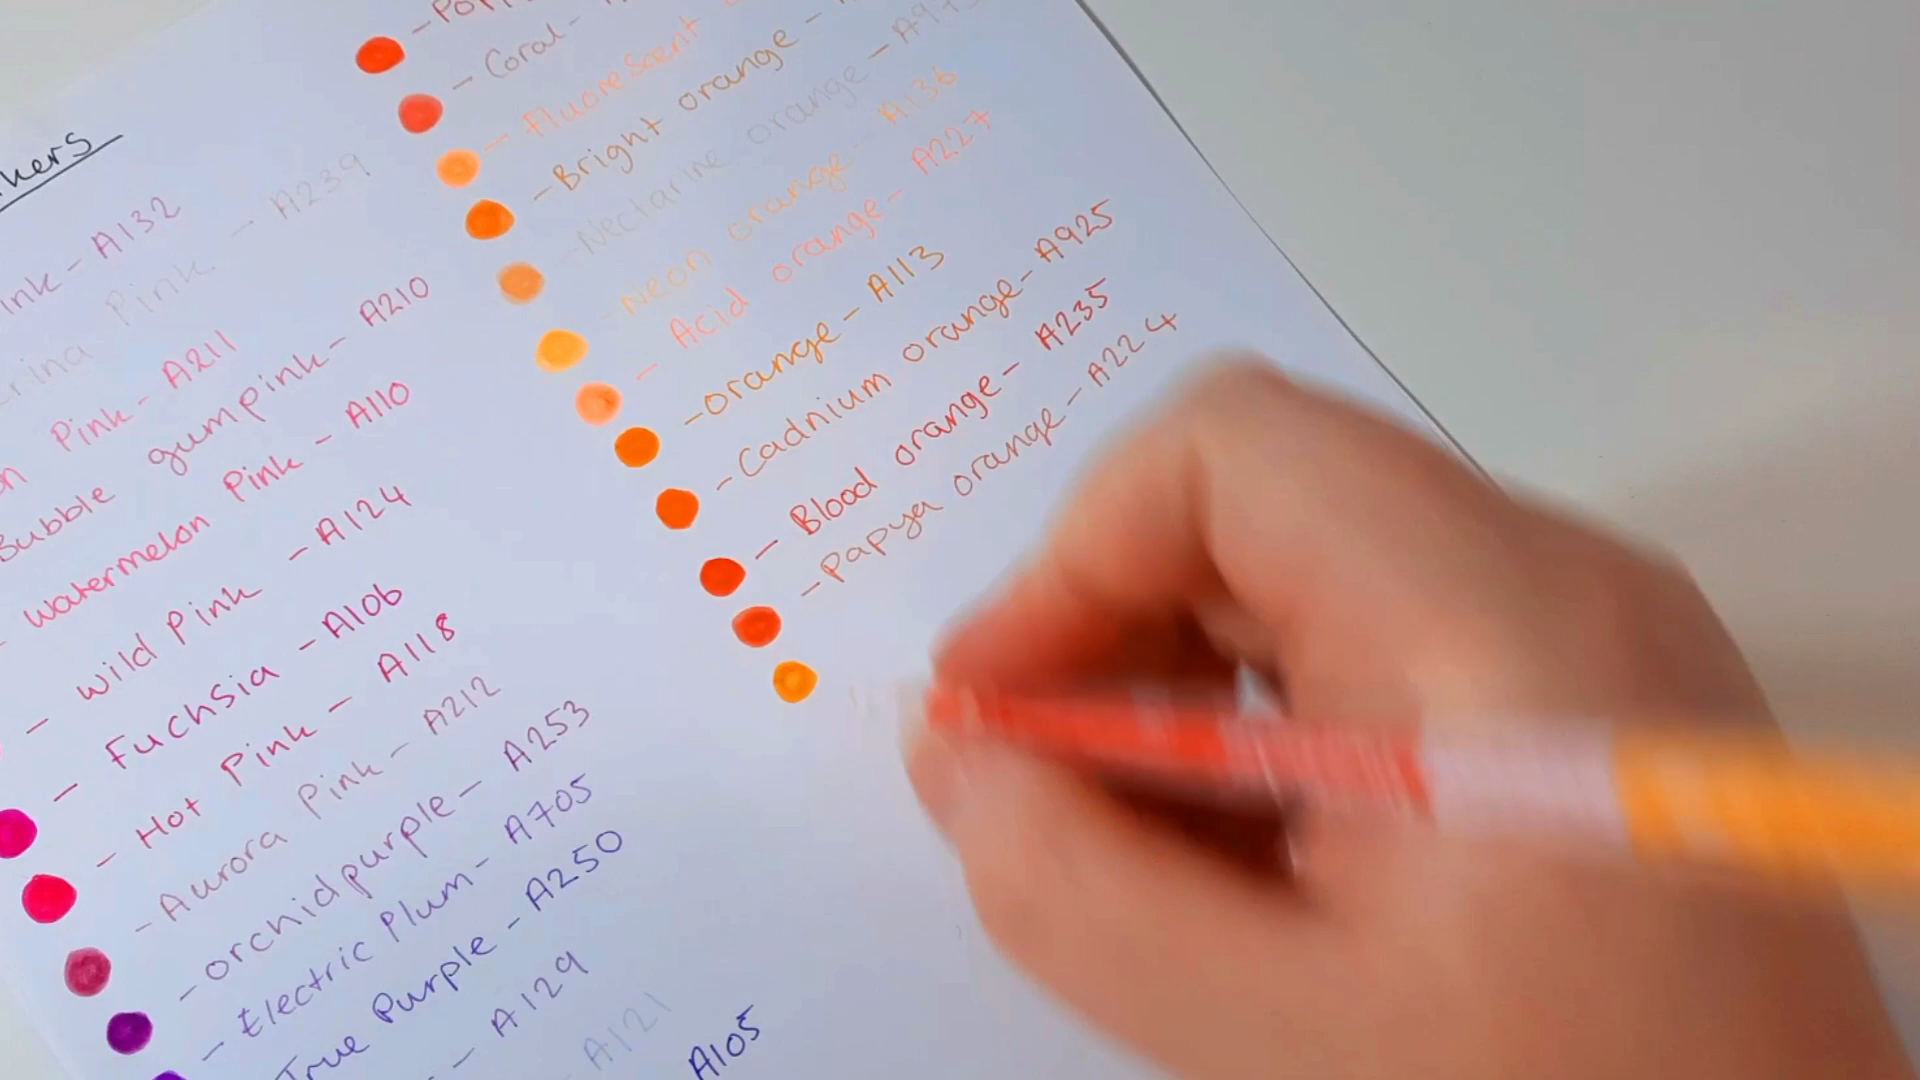 Pink - A132
Pink - A239
Pink - A211
Bubble gumpink - A210
- Watermelon Pink - A110
- wild Pink - A124
- Fuchsia - A106
- Hot Pink - A118
- Aurora Pink - A212
- orchid purple - A253
- Electric Plum - A705
True Purple - A250
- A129
- A121
A105
- Coral -
- Fluorescent
- Bright orange -
- Nectarine orange - A97
- Neon orange - A136
- Acid orange - A227
- orange - A113
- Cadnium orange - A925
- Blood orange - A235
- Papya orange - A224